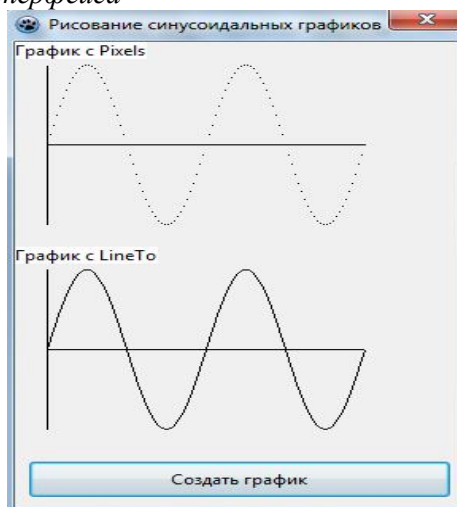 Рисование синусоидальных графиков
График с Pixels
График с LineTo
Создать график